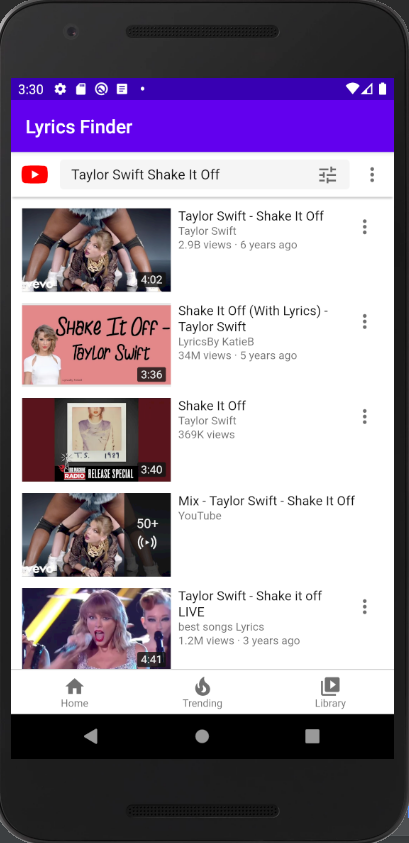 3:30
Lyrics Finder
Taylor Swift Shake It Off
Taylor Swift - Shake It Off
Taylor Swift
2.9B views · 6 years ago
vevo
4:02
Shake It Off (With Lyrics) -
Taylor Swift
LyricsBy KatieB
34M views · 5 years ago
Shake It Off -
Taylor Swift
3:36
Shake It Off
Taylor Swift
369K views
T. S. 1989
RADIO RELEASE SPECIAL
3:40
Mix - Taylor Swift - Shake It Off
YouTube
50+
vevo
Taylor Swift - Shake it off
LIVE
best songs Lyrics
1.2M views · 3 years ago
4:41
Home
Trending
Library